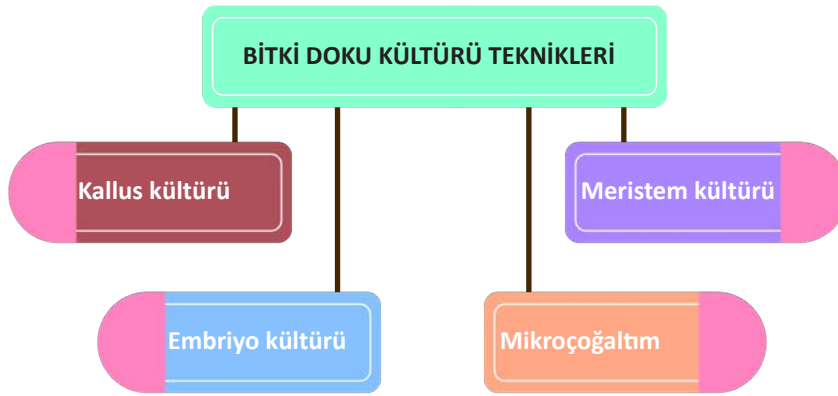 BİTKİ DOKU KÜLTÜRÜ TEKNİKLERİ
Kallus kültürü
Meristem kültürü
Embriyo kültürü
Mikroçoğaltım